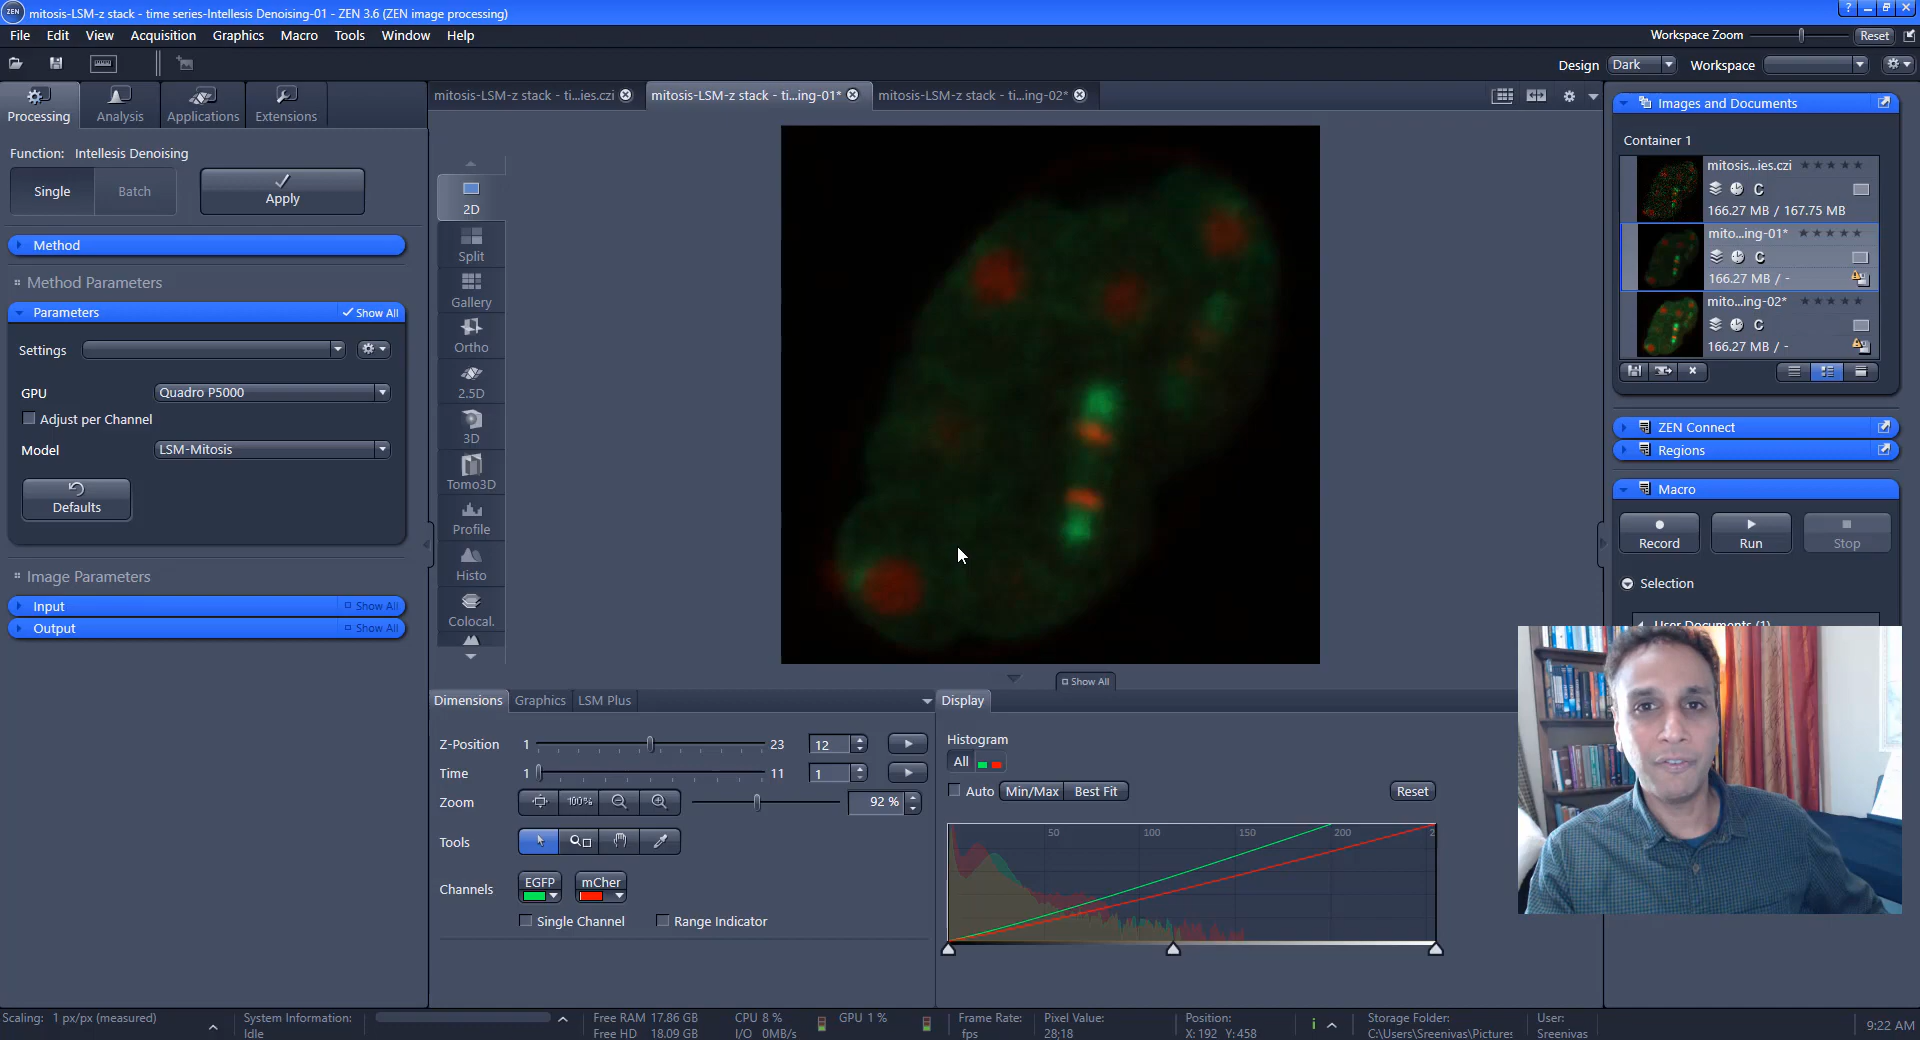 mitosis-LSM-z stack - time series-Intellesis Denoising-01 - ZEN 3.6 (ZEN image processing)
File Edit View Acquisition Graphics Macro Tools Window Help
Workspace Zoom Reset
Design Dark Workspace
Processing Analysis Applications Extensions
mitosis-LSM-z stack - ti...ies.czi
mitosis-LSM-z stack - ti...ing-01*
mitosis-LSM-z stack - ti...ing-02*
Function: Intellesis Denoising
Single Batch Apply
Method
Method Parameters
Parameters Show All
Settings
GPU Quadro P5000
Adjust per Channel
Model LSM-Mitosis
Defaults
Image Parameters
Input Show All
Output Show All
2D
Split
Gallery
Ortho
2.5D
3D
Tomo3D
Profile
Histo
Colocal.
Show All
Dimensions Graphics LSM Plus
Z-Position 1 23 12
Time 1 11 1
Zoom 100% 92 %
Tools
Channels EGFP mCher
Single Channel Range Indicator
Display
Histogram
All
Auto Min/Max Best Fit Reset
50 100 150 200 2
Images and Documents
Container 1
mitosis...ies.czi
C
166.27 MB / 167.75 MB
mito...ing-01*
C
166.27 MB / -
mito...ing-02*
C
166.27 MB / -
ZEN Connect
Regions
Macro
Record Run Stop
Selection
User Documents (1)
Scaling: 1 px/px (measured)
System Information:
Idle
Free RAM 17.86 GB
Free HD 18.09 GB
CPU 8 %
I/O 0MB/s
GPU 1 %
Frame Rate:
fps
Pixel Value:
28;18
Position:
X:192 Y:458
Storage Folder:
C:\Users\Sreenivas\Pictures
User:
Sreenivas
9:22 AM